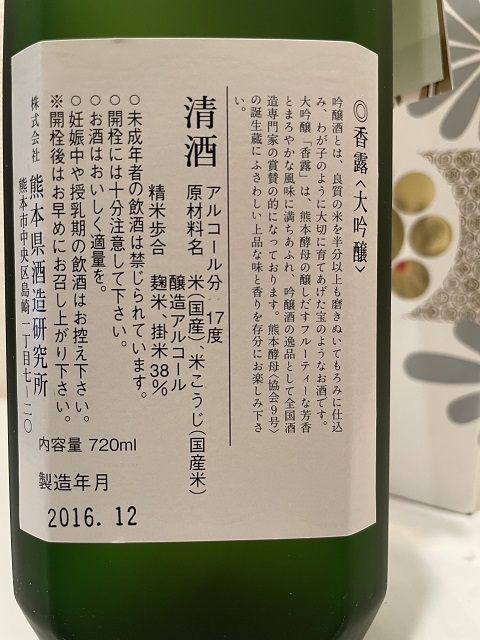 ◎香露〈大吟醸〉
吟醸酒とは、良質の米を半分以上も磨きぬいてもろみに仕込
み、わが子のように大切に育てあげた宝のようなお酒です。
大吟醸「香露」は、熊本酵母の醸しだすフルーティーな芳香
とまろやかな風味に満ちあふれ、吟醸酒の逸品として全国酒
造専門家の賞賛の的になっております。熊本酵母〈協会9号〉
の誕生蔵にふさわしい上品な味と香りを存分にお楽しみ下さ
い。
清酒
アルコール分 17度
原材料名 米(国産)、米こうじ(国産米)
醸造アルコール
精米歩合 麹米、掛米38%
○未成年者の飲酒は禁じられています。
○開栓には十分注意して下さい。
○お酒はおいしく適量を。
○妊娠中や授乳期の飲酒はお控え下さい。
※開栓後はお早めにお召し上がり下さい。
株式会社 熊本県酒造研究所
熊本市中央区島崎一丁目七―二〇
内容量 720ml
製造年月
2016. 12